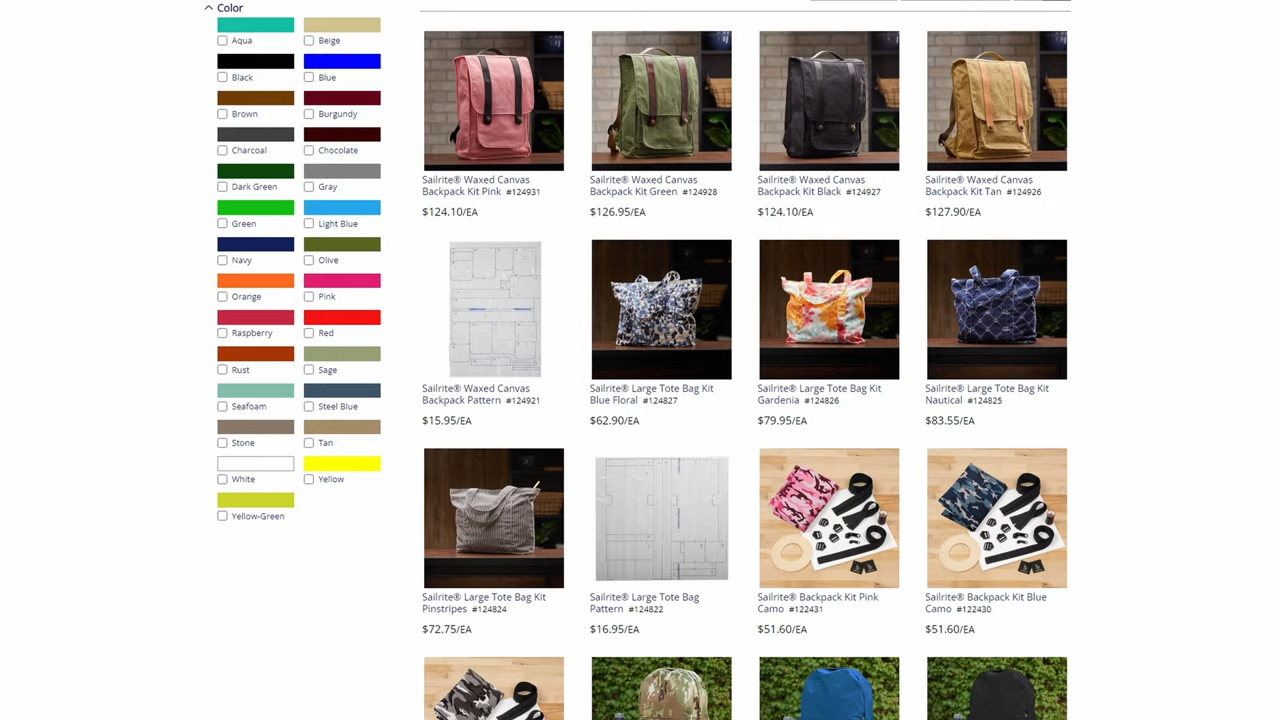 Color
Aqua
Beige
Black
Blue
Brown
Burgundy
Charcoal
Chocolate
Dark Green
Gray
Green
Light Blue
Navy
Olive
Orange
Pink
Raspberry
Red
Rust
Sage
Seafoam
Steel Blue
Stone
Tan
White
Yellow
Yellow-Green
Sailrite® Waxed Canvas
Backpack Kit Pink #124931
$124.10/EA
Sailrite® Waxed Canvas
Backpack Kit Green #124928
$126.95/EA
Sailrite® Waxed Canvas
Backpack Kit Black #124927
$124.10/EA
Sailrite® Waxed Canvas
Backpack Kit Tan #124926
$127.90/EA
Sailrite® Waxed Canvas
Backpack Pattern #124921
$15.95/EA
Sailrite® Large Tote Bag Kit
Blue Floral #124827
$62.90/EA
Sailrite® Large Tote Bag Kit
Gardenia #124826
$79.95/EA
Sailrite® Large Tote Bag Kit
Nautical #124825
$83.55/EA
Sailrite® Large Tote Bag Kit
Pinstripes #124824
$72.75/EA
Sailrite® Large Tote Bag
Pattern #124822
$16.95/EA
Sailrite® Backpack Kit Pink
Camo #122431
$51.60/EA
Sailrite® Backpack Kit Blue
Camo #122430
$51.60/EA